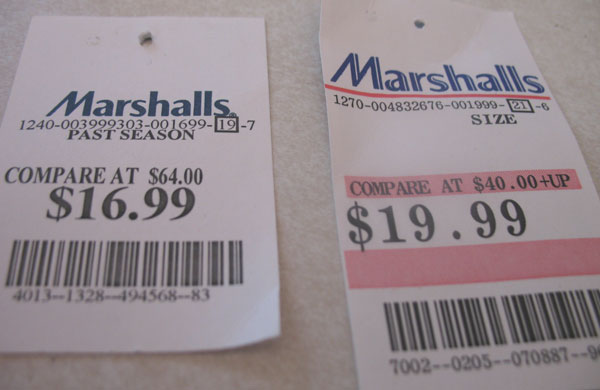 Marshalls
1240-003999303-001699-19-7
PAST SEASON
COMPARE AT $64.00
$16.99
4013--1328--494568--83
Marshalls
1270-004832676-001999-21-6
SIZE
COMPARE AT $40.00+UP
$19.99
7002--0205--070887--9